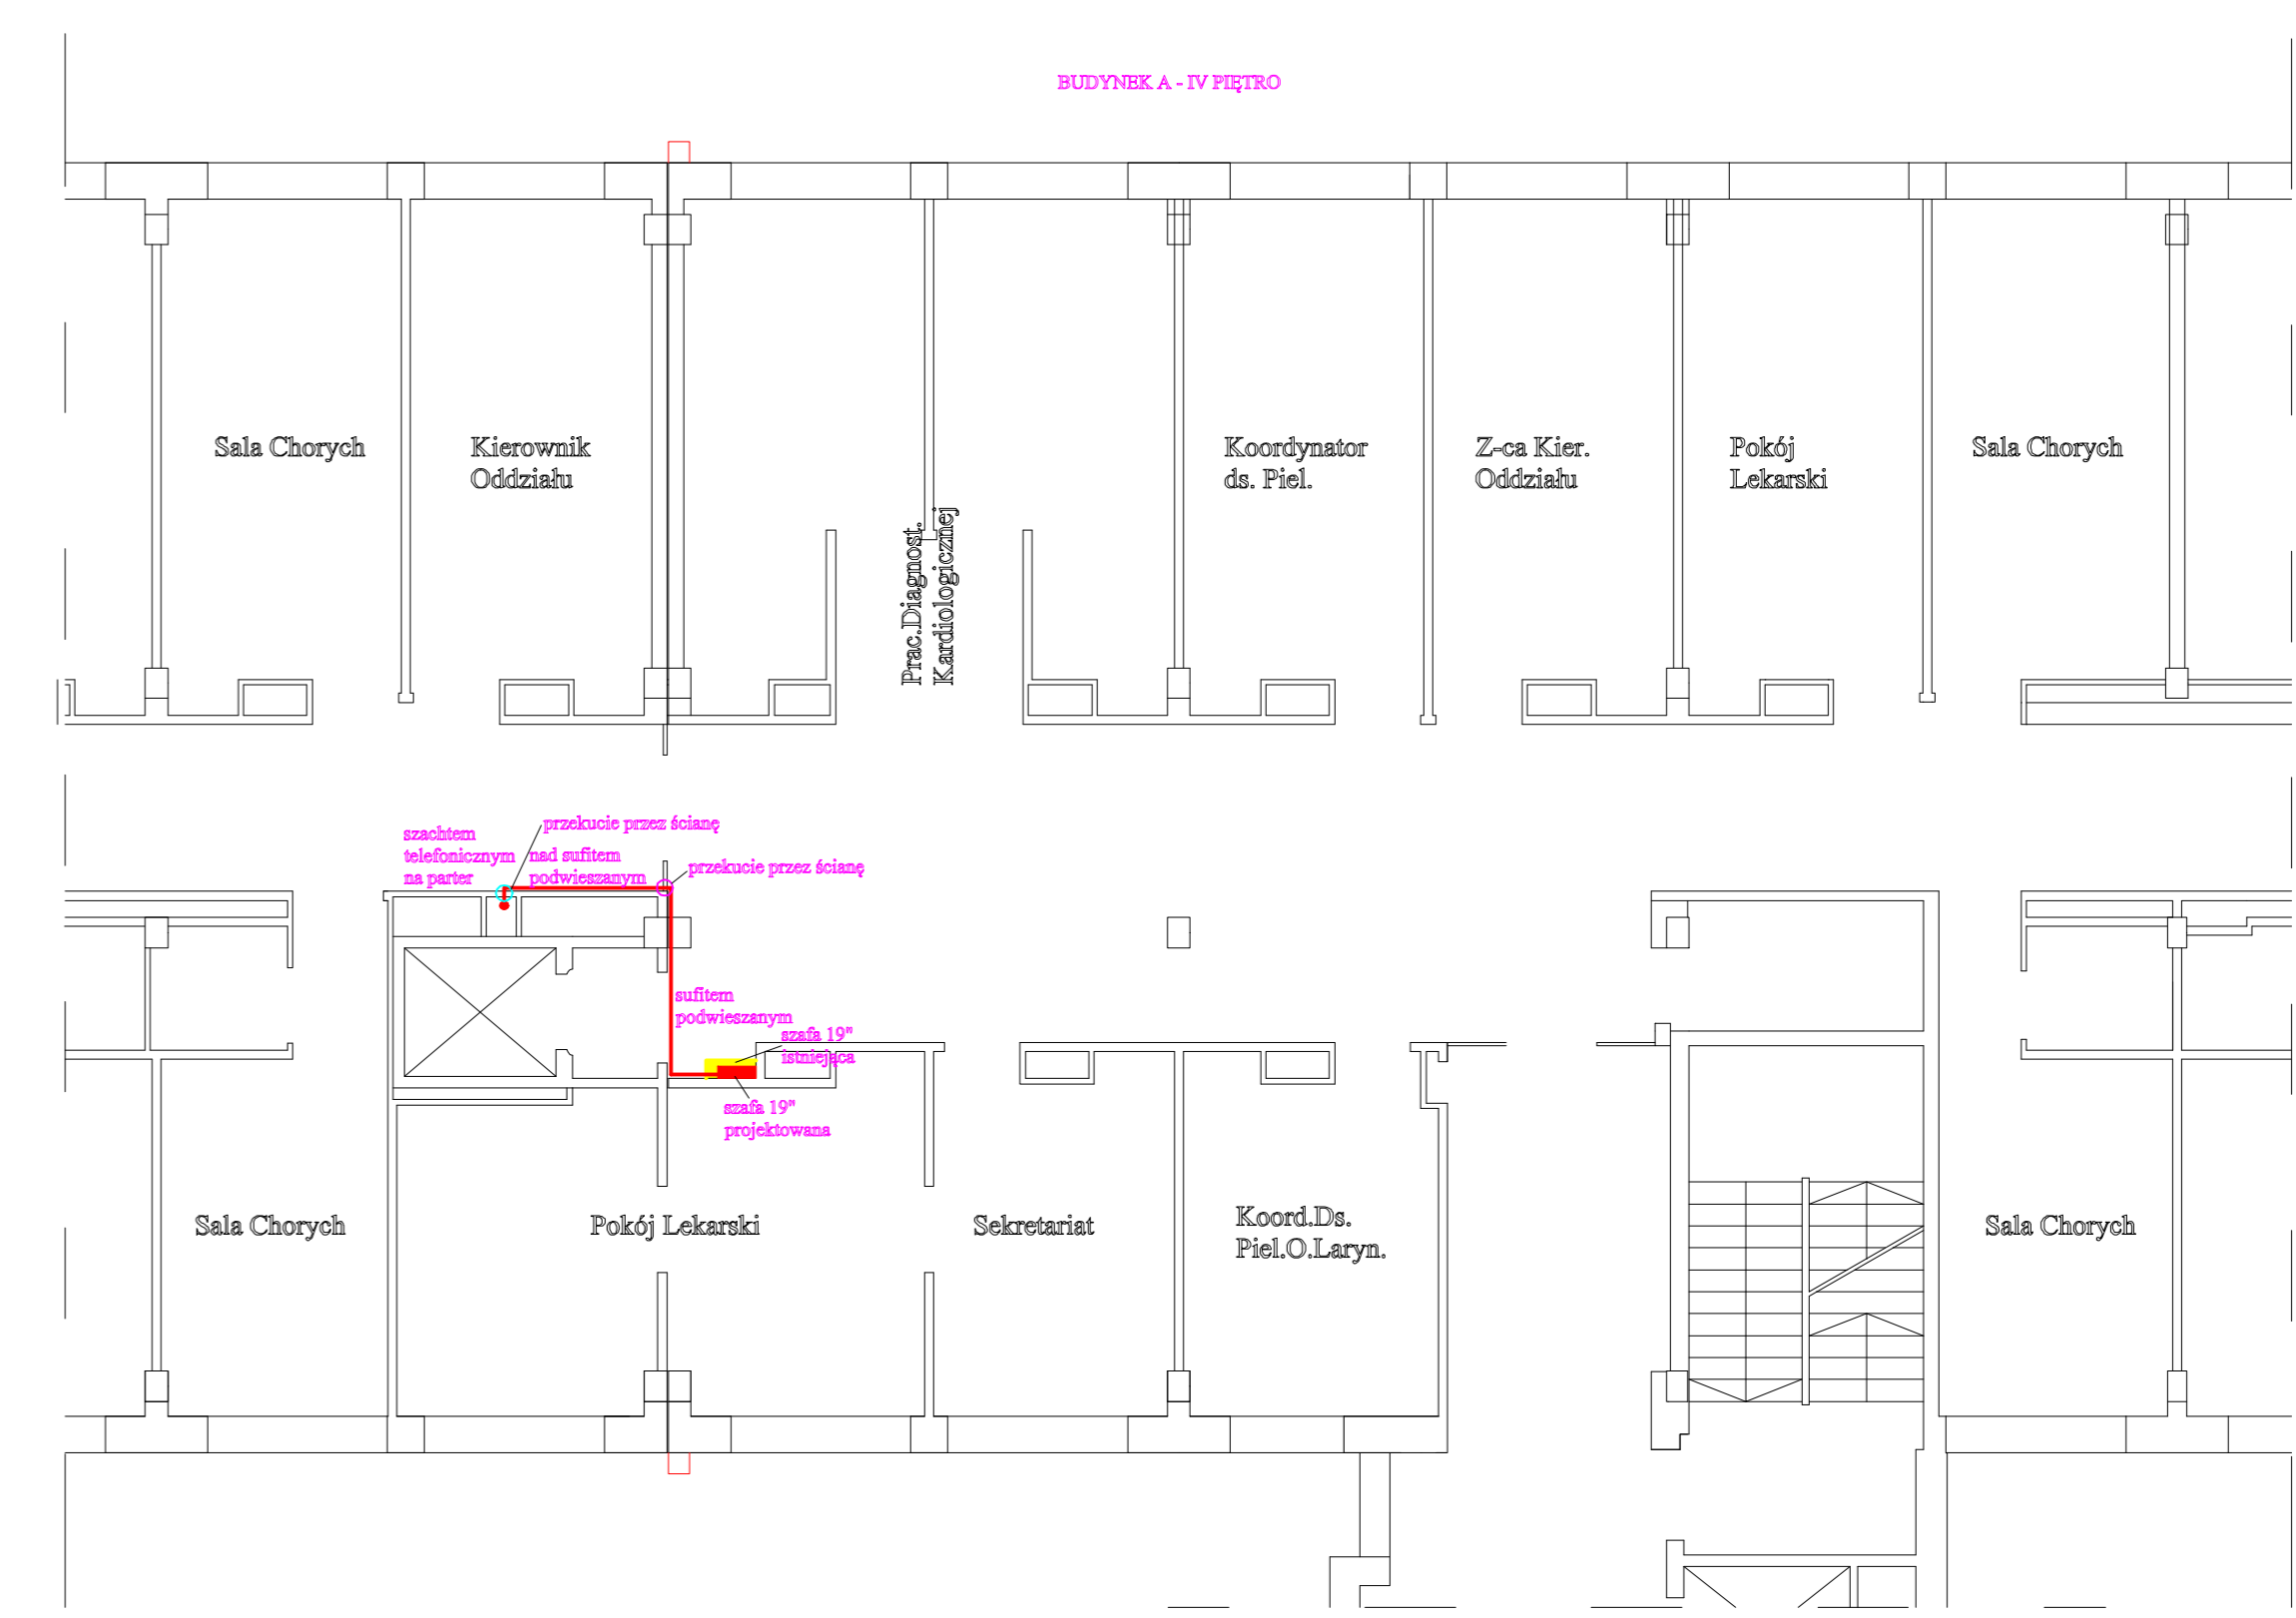 BUDYNEK A - IV PIĘTRO
Sala Chorych
Kierownik
Oddziału
Prac.Diagnost.
Kardiologicznej
Koordynator
ds. Piel.
Z-ca Kier.
Oddziału
Pokój
Lekarski
Sala Chorych
szachtem
telefonicznym
na parter
przekucie przez ścianę
nad sufitem
podwieszanym
przekucie przez ścianę
sufitem
podwieszanym
szafa 19"
istniejąca
szafa 19"
projektowana
Sala Chorych
Pokój Lekarski
Sekretariat
Koord.Ds.
Piel.O.Laryn.
Sala Chorych